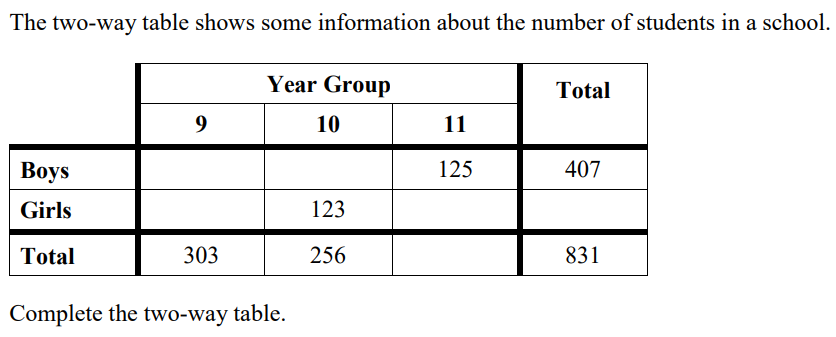 The two-way table shows some information about the number of students in a school.
Year Group Total
9 10 11
Boys 125 407
Girls 123
Total 303 256 831
Complete the two-way table.